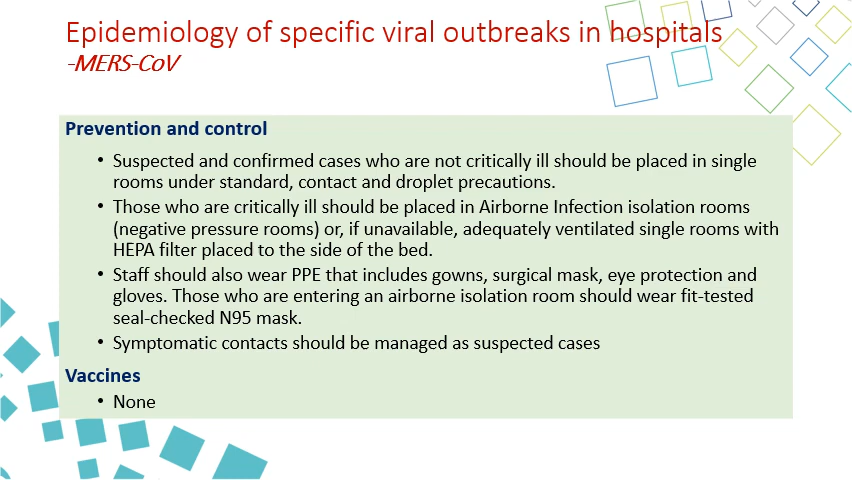 Epidemiology of specific viral outbreaks in hospitals
-MERS-CoV
Prevention and control
• Suspected and confirmed cases who are not critically ill should be placed in single
rooms under standard, contact and droplet precautions.
• Those who are critically ill should be placed in Airborne Infection isolation rooms
(negative pressure rooms) or, if unavailable, adequately ventilated single rooms with
HEPA filter placed to the side of the bed.
• Staff should also wear PPE that includes gowns, surgical mask, eye protection and
gloves. Those who are entering an airborne isolation room should wear fit-tested
seal-checked N95 mask.
• Symptomatic contacts should be managed as suspected cases
Vaccines
• None